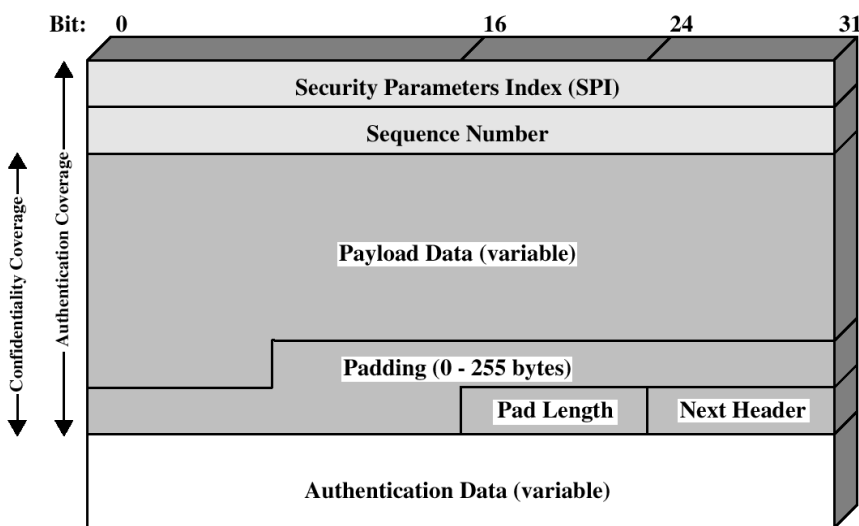 Bit: 0 16 24 31
Security Parameters Index (SPI)
Sequence Number
Payload Data (variable)
Padding (0 - 255 bytes)
Pad Length Next Header
Authentication Data (variable)
Confidentiality Coverage
Authentication Coverage